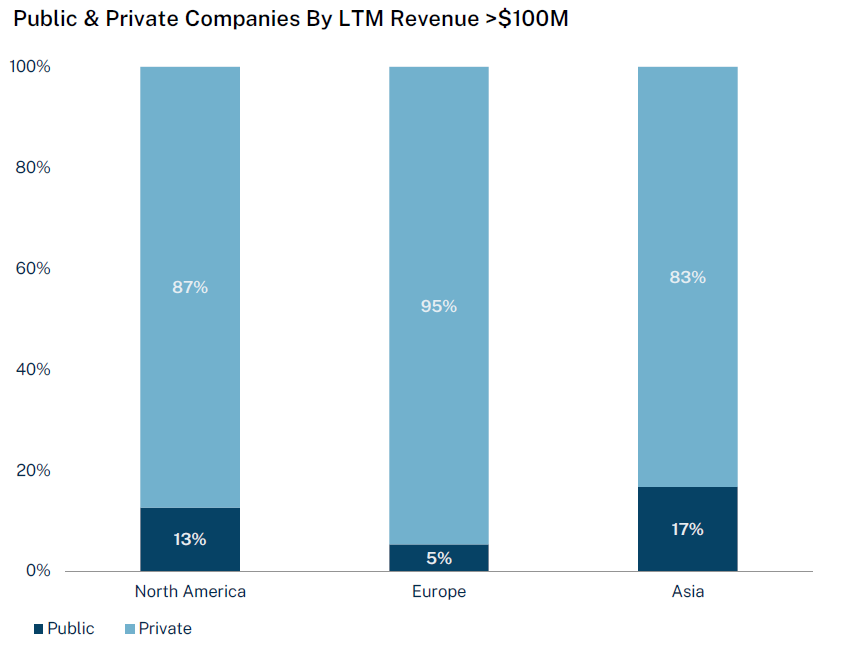 Public & Private Companies By LTM Revenue >$100M
100%
80%
60%
40%
20%
0%
87%
95%
83%
13%
5%
17%
North America
Europe
Asia
Public
Private